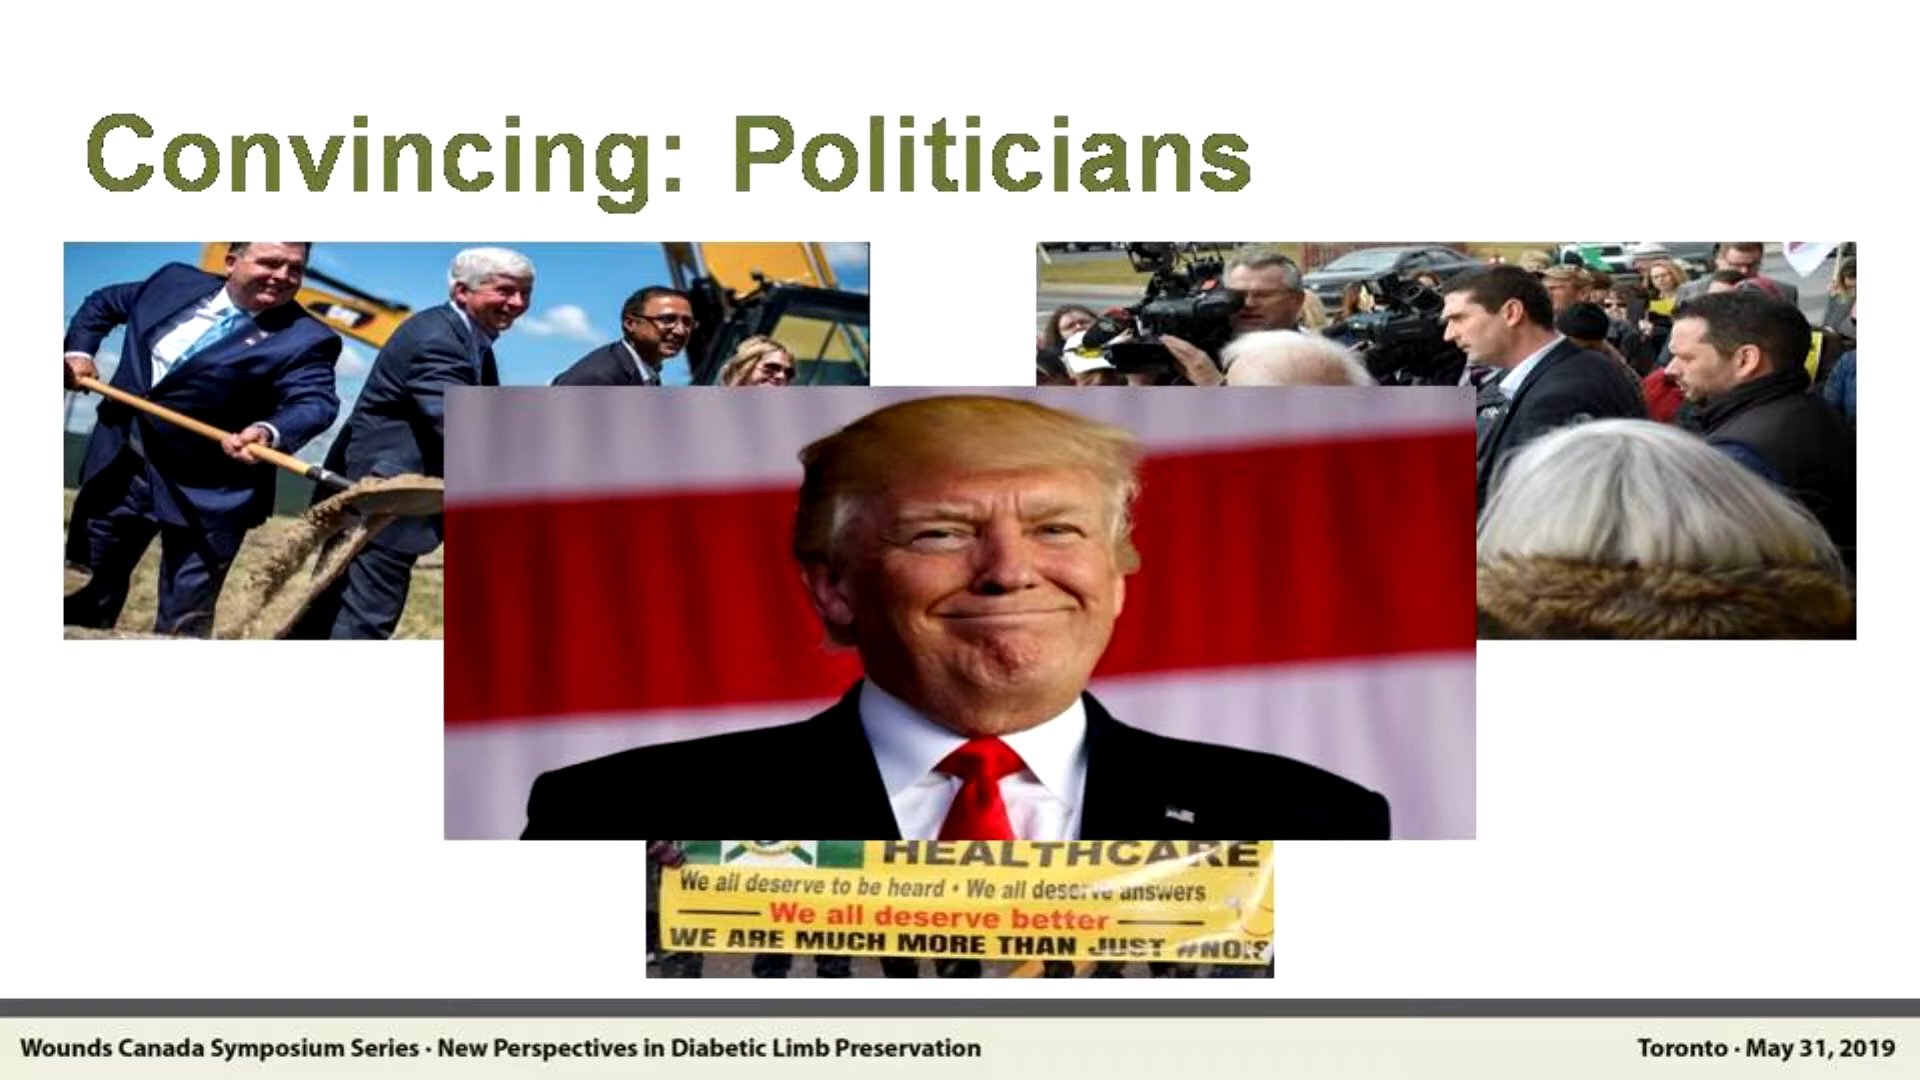 Convincing: Politicians
HEALTHCARE
We all deserve to be heard • We all deserve answers
We all deserve better
WE ARE MUCH MORE THAN JUST
Wounds Canada Symposium Series · New Perspectives in Diabetic Limb Preservation
Toronto · May 31, 2019